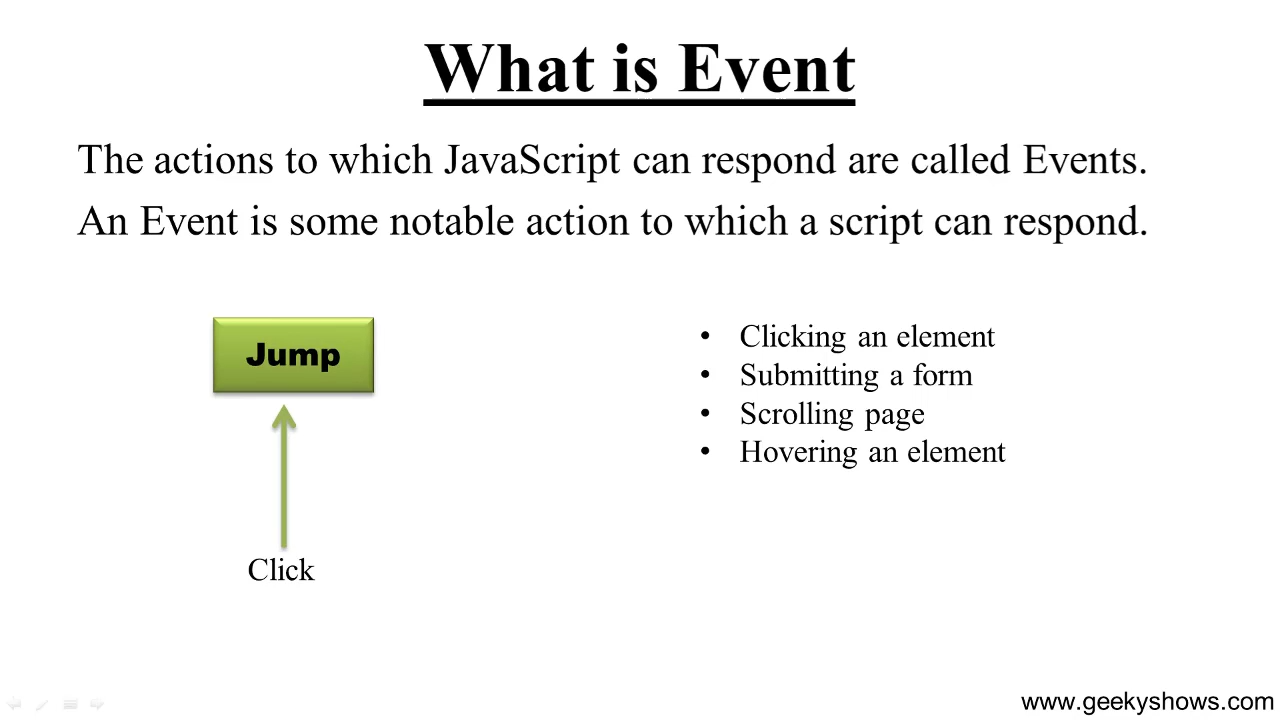 What is Event
The actions to which JavaScript can respond are called Events.
An Event is some notable action to which a script can respond.
Jump
Click
• Clicking an element
• Submitting a form
• Scrolling page
• Hovering an element
www.geekyshows.com